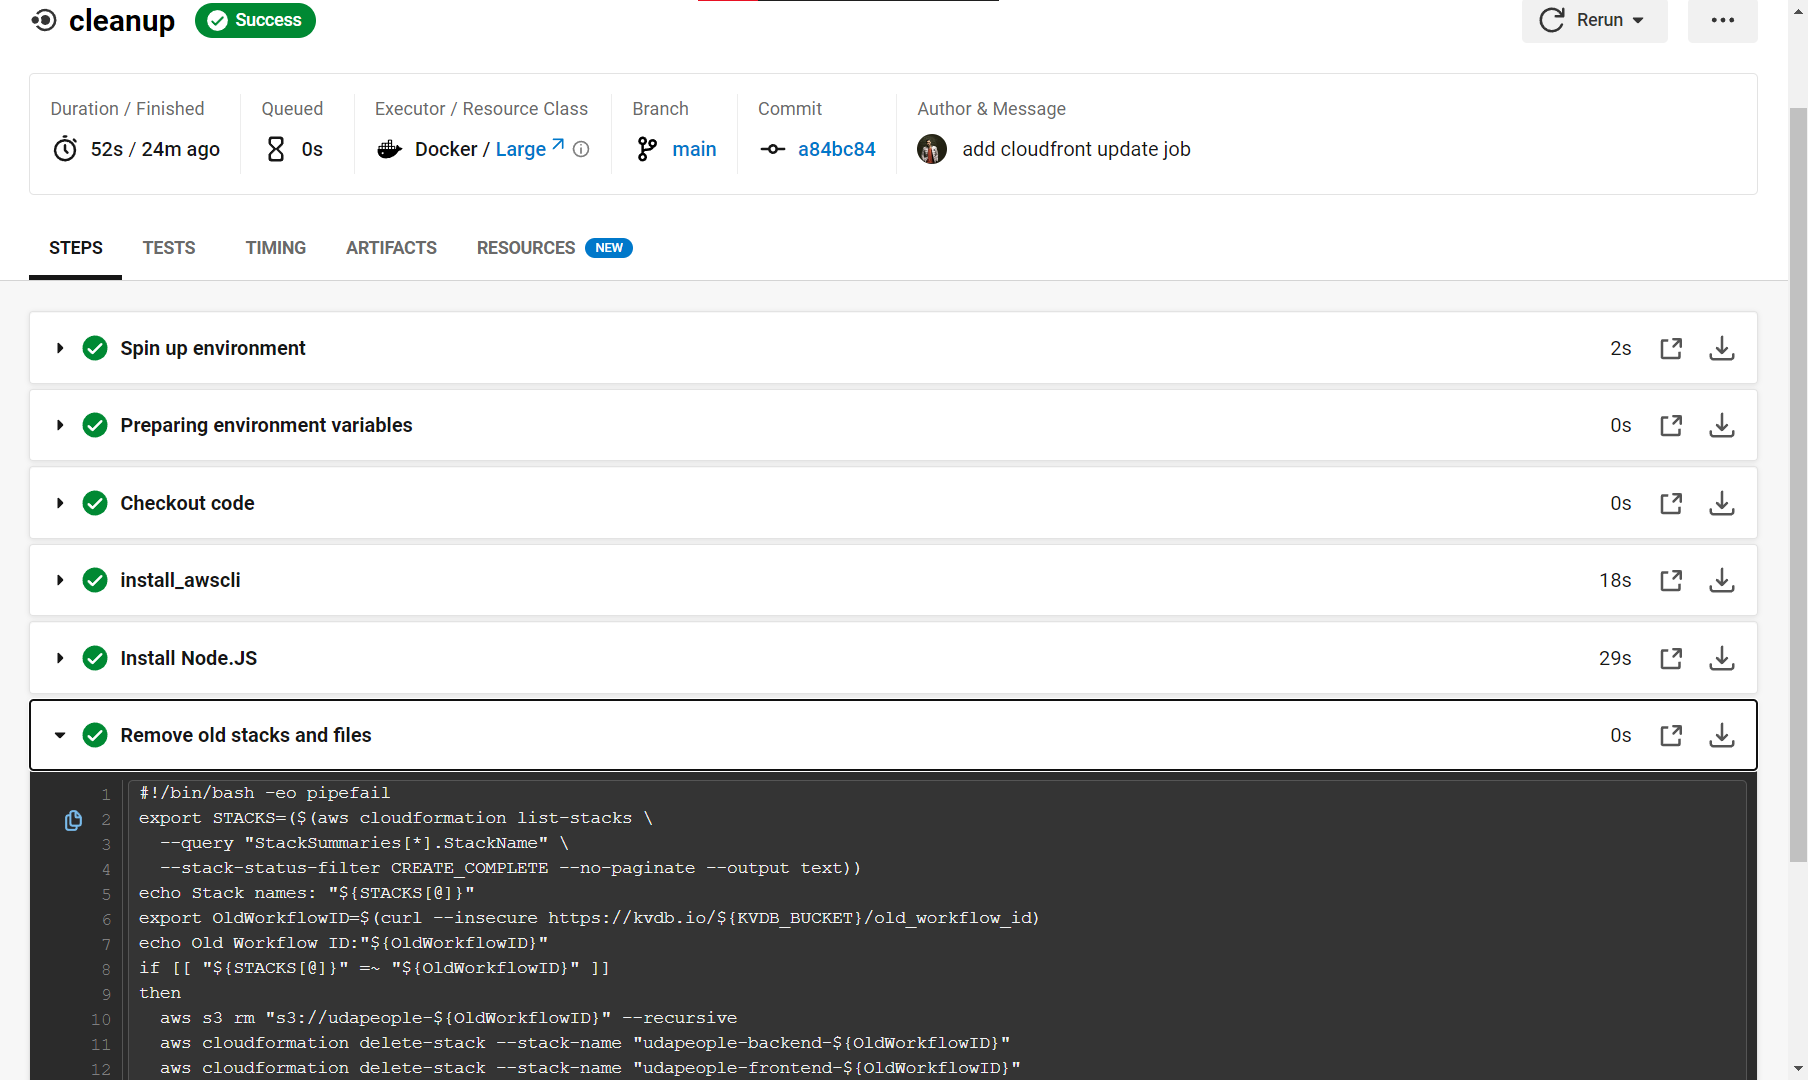 cleanup Success Rerun
Duration / Finished Queued Executor / Resource Class Branch Commit Author & Message
52s / 24m ago 0s Docker / Large main a84bc84 add cloudfront update job
STEPS TESTS TIMING ARTIFACTS RESOURCES NEW
Spin up environment 2s
Preparing environment variables 0s
Checkout code 0s
install_awscli 18s
Install Node.JS 29s
Remove old stacks and files 0s
1 #!/bin/bash -eo pipefail
2 export STACKS=($(aws cloudformation list-stacks \
3 --query "StackSummaries[*].StackName" \
4 --stack-status-filter CREATE_COMPLETE --no-paginate --output text))
5 echo Stack names: "${STACKS[@]}"
6 export OldWorkflowID=$(curl --insecure https://kvdb.io/${KVDB_BUCKET}/old_workflow_id)
7 echo Old Workflow ID:"${OldWorkflowID}"
8 if [[ "${STACKS[@]}" =~ "${OldWorkflowID}" ]]
9 then
10 aws s3 rm "s3://udapeople-${OldWorkflowID}" --recursive
11 aws cloudformation delete-stack --stack-name "udapeople-backend-${OldWorkflowID}"
12 aws cloudformation delete-stack --stack-name "udapeople-frontend-${OldWorkflowID}"